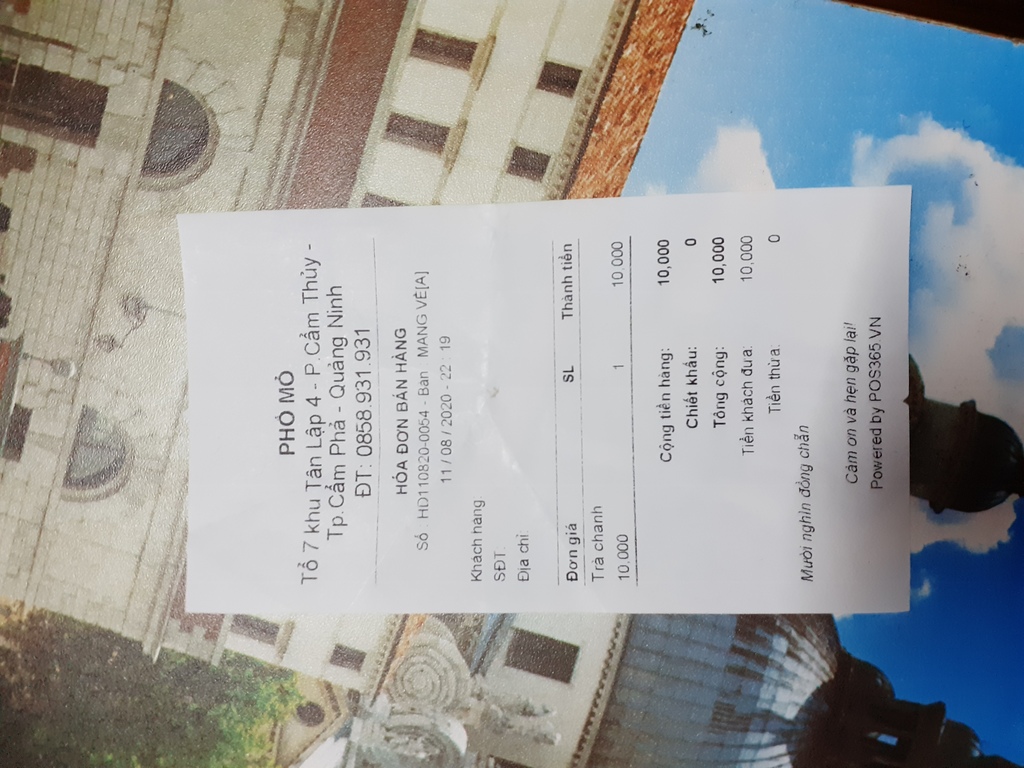 PHỐ MỎ
Tổ 7 khu Tân Lập 4 - P.Cẩm Thủy -
Tp.Cẩm Phả - Quảng Ninh
ĐT: 0858.931.931
HÓA ĐƠN BÁN HÀNG
Số: HD110820-0054 - Bàn MANG VỀ[A]
11 / 08 / 2020 - 22 : 19
Khách hàng
SĐT:
Địa chỉ:
Đơn giá SL Thành tiền
Trà chanh
10.000 1 10,000
Cộng tiền hàng: 10,000
Chiết khấu: 0
Tổng cộng: 10,000
Tiền khách đưa: 10,000
Tiền thừa: 0
Mười nghìn đồng chẵn
Cảm ơn và hẹn gặp lại!
Powered by POS365.VN